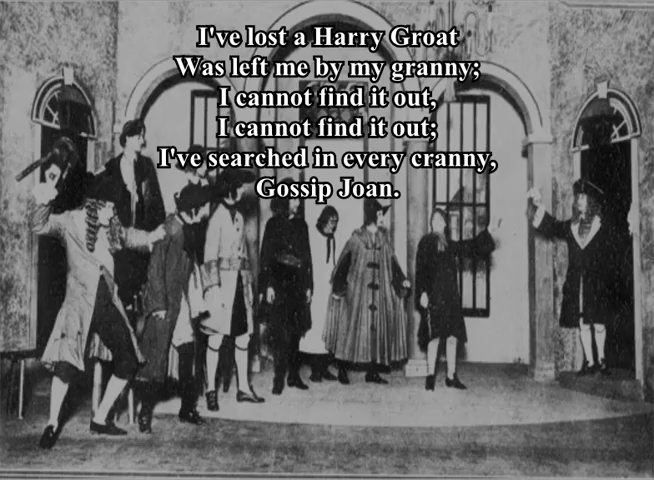 I've lost a Harry Groat
Was left me by my granny;
I cannot find it out,
I cannot find it out;
I've searched in every cranny,
Gossip Joan.